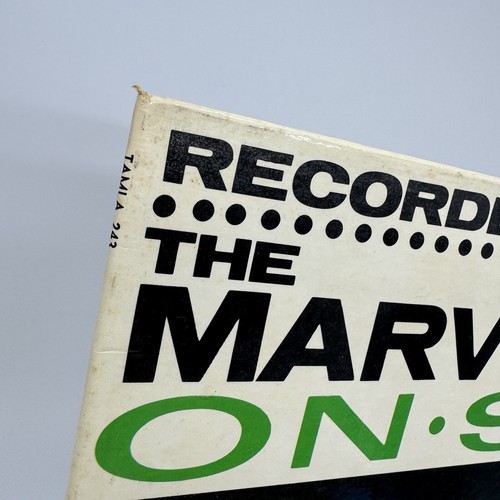 TAMLA 243
RECORDE
THE
MARV
ON·S